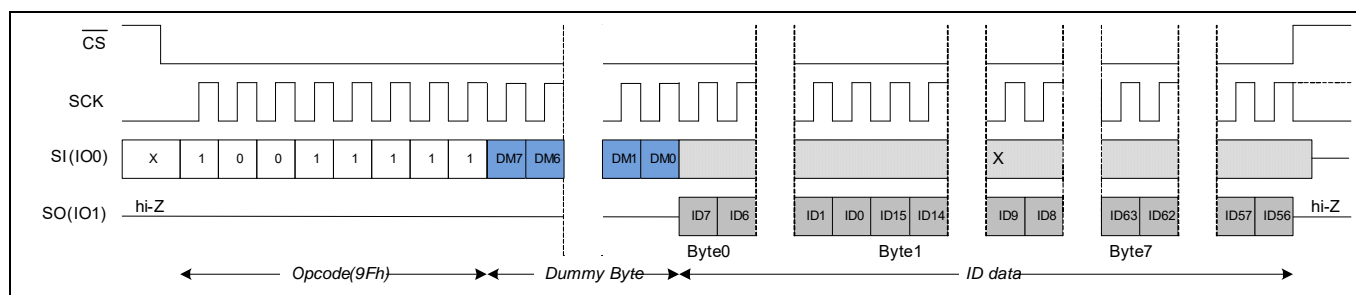 CS
SCK
SI(IO0) X 1 0 0 1 1 1 1 1 DM7 DM6 DM1 DM0 X
SO(IO1) hi-Z ID7 ID6 ID1 ID0 ID15 ID14 ID9 ID8 ID63 ID62 ID57 ID56 hi-Z
Byte0 Byte1 Byte7
Opcode(9Fh) Dummy Byte ID data